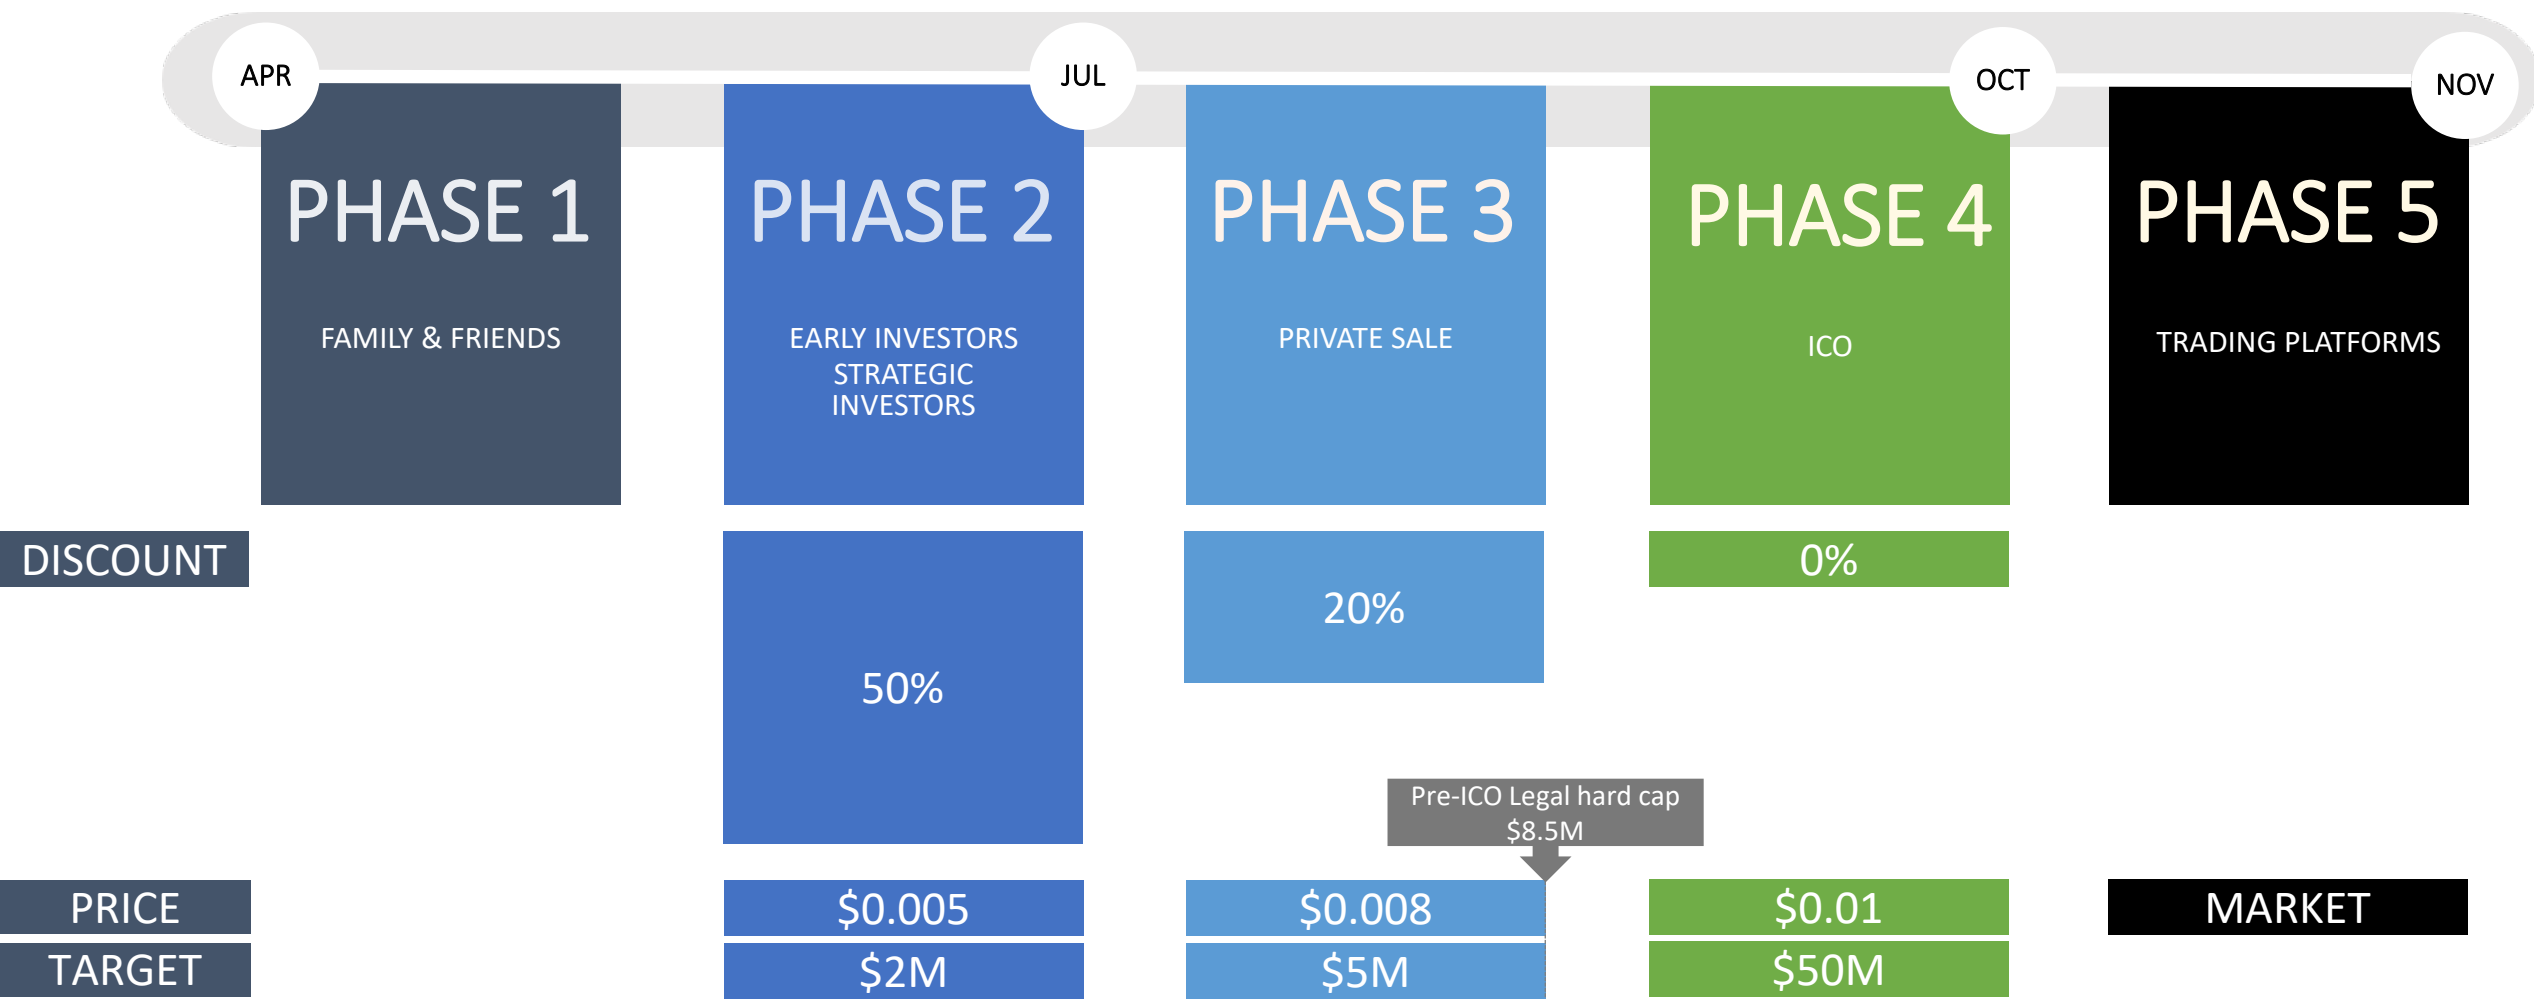 APR
JUL
OCT
NOV
PHASE 1
PHASE 2
PHASE 3
PHASE 4
PHASE 5
FAMILY & FRIENDS
EARLY INVESTORS
STRATEGIC
INVESTORS
PRIVATE SALE
ICO
TRADING PLATFORMS
DISCOUNT
50%
20%
0%
Pre-ICO Legal hard cap
$8.5M
PRICE
$0.005
$0.008
$0.01
MARKET
TARGET
$2M
$5M
$50M